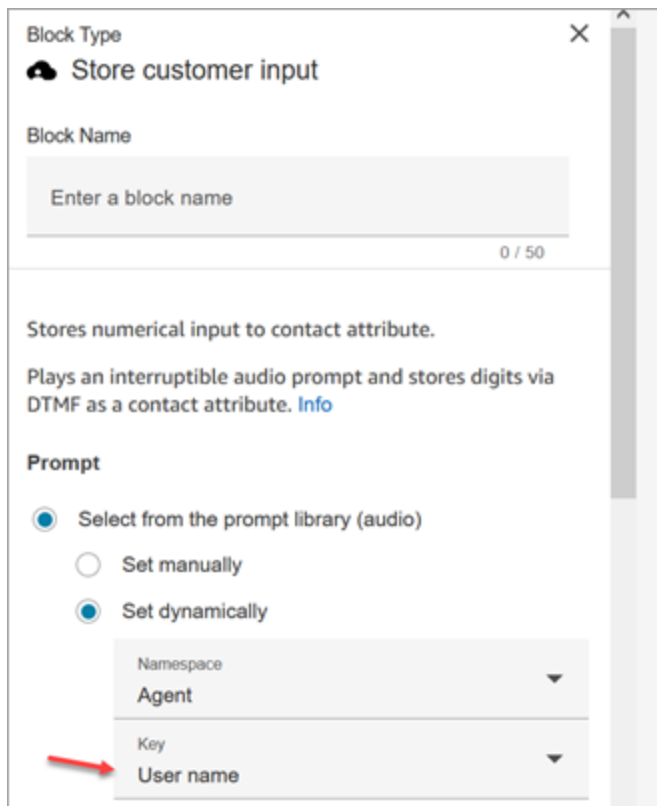 Block Type
Store customer input
Block Name
Enter a block name
0 / 50
Stores numerical input to contact attribute.
Plays an interruptible audio prompt and stores digits via
DTMF as a contact attribute. Info
Prompt
Select from the prompt library (audio)
Set manually
Set dynamically
Namespace
Agent
Key
User name